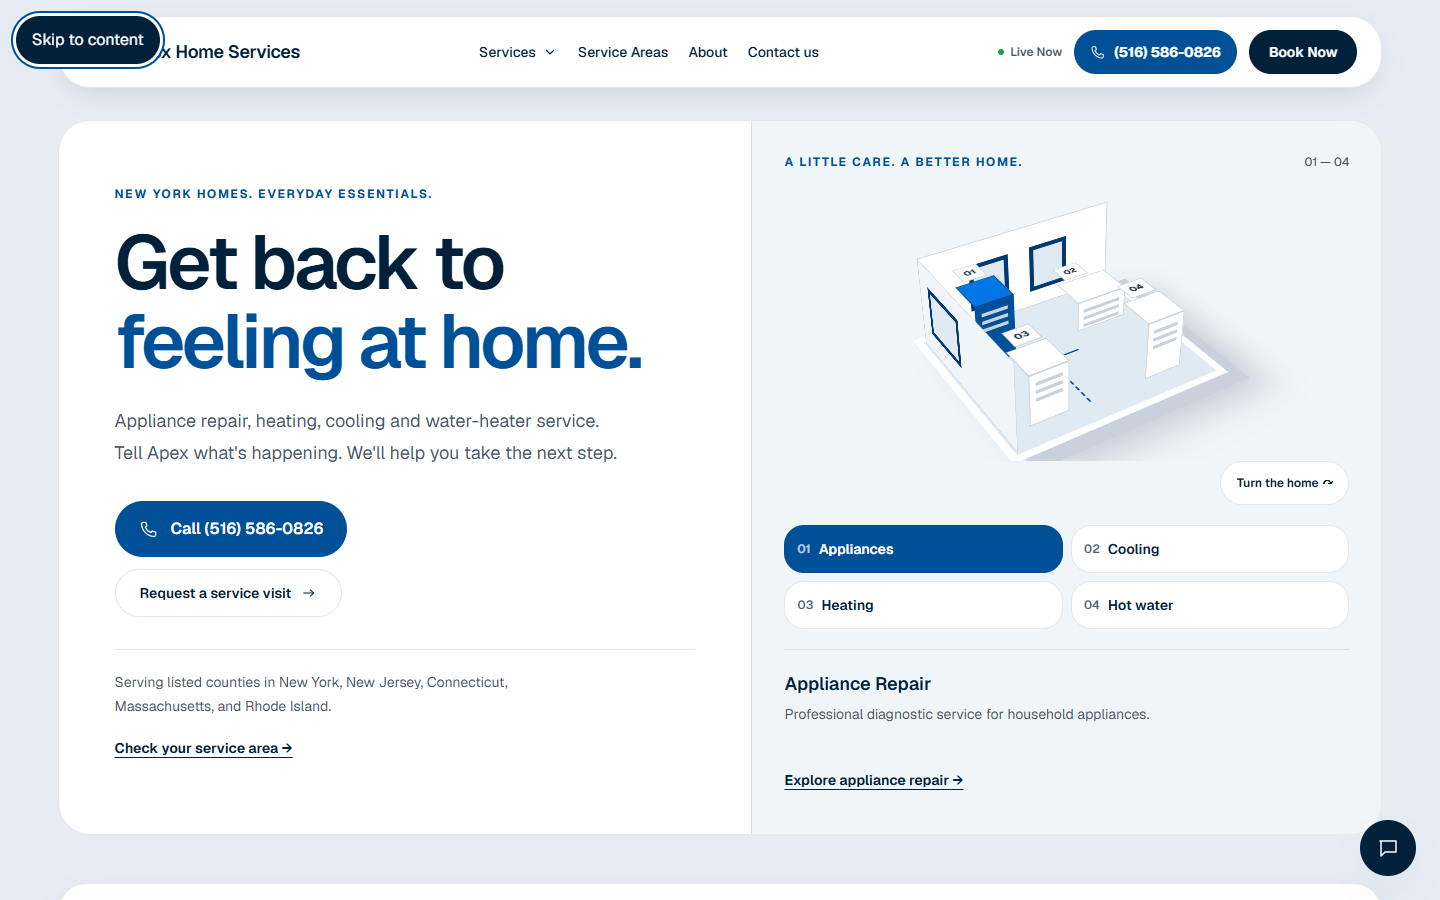 Skip to content
x Home Services
Services
Service Areas
About
Contact us
Live Now
(516) 586-0826
Book Now
NEW YORK HOMES. EVERYDAY ESSENTIALS.
Get back to
feeling at home.
Appliance repair, heating, cooling and water-heater service.
Tell Apex what's happening. We'll help you take the next step.
Call (516) 586-0826
Request a service visit →
Serving listed counties in New York, New Jersey, Connecticut,
Massachusetts, and Rhode Island.
Check your service area →
A LITTLE CARE. A BETTER HOME.
01 — 04
01
02
04
03
Turn the home ↷
01 Appliances
02 Cooling
03 Heating
04 Hot water
Appliance Repair
Professional diagnostic service for household appliances.
Explore appliance repair →